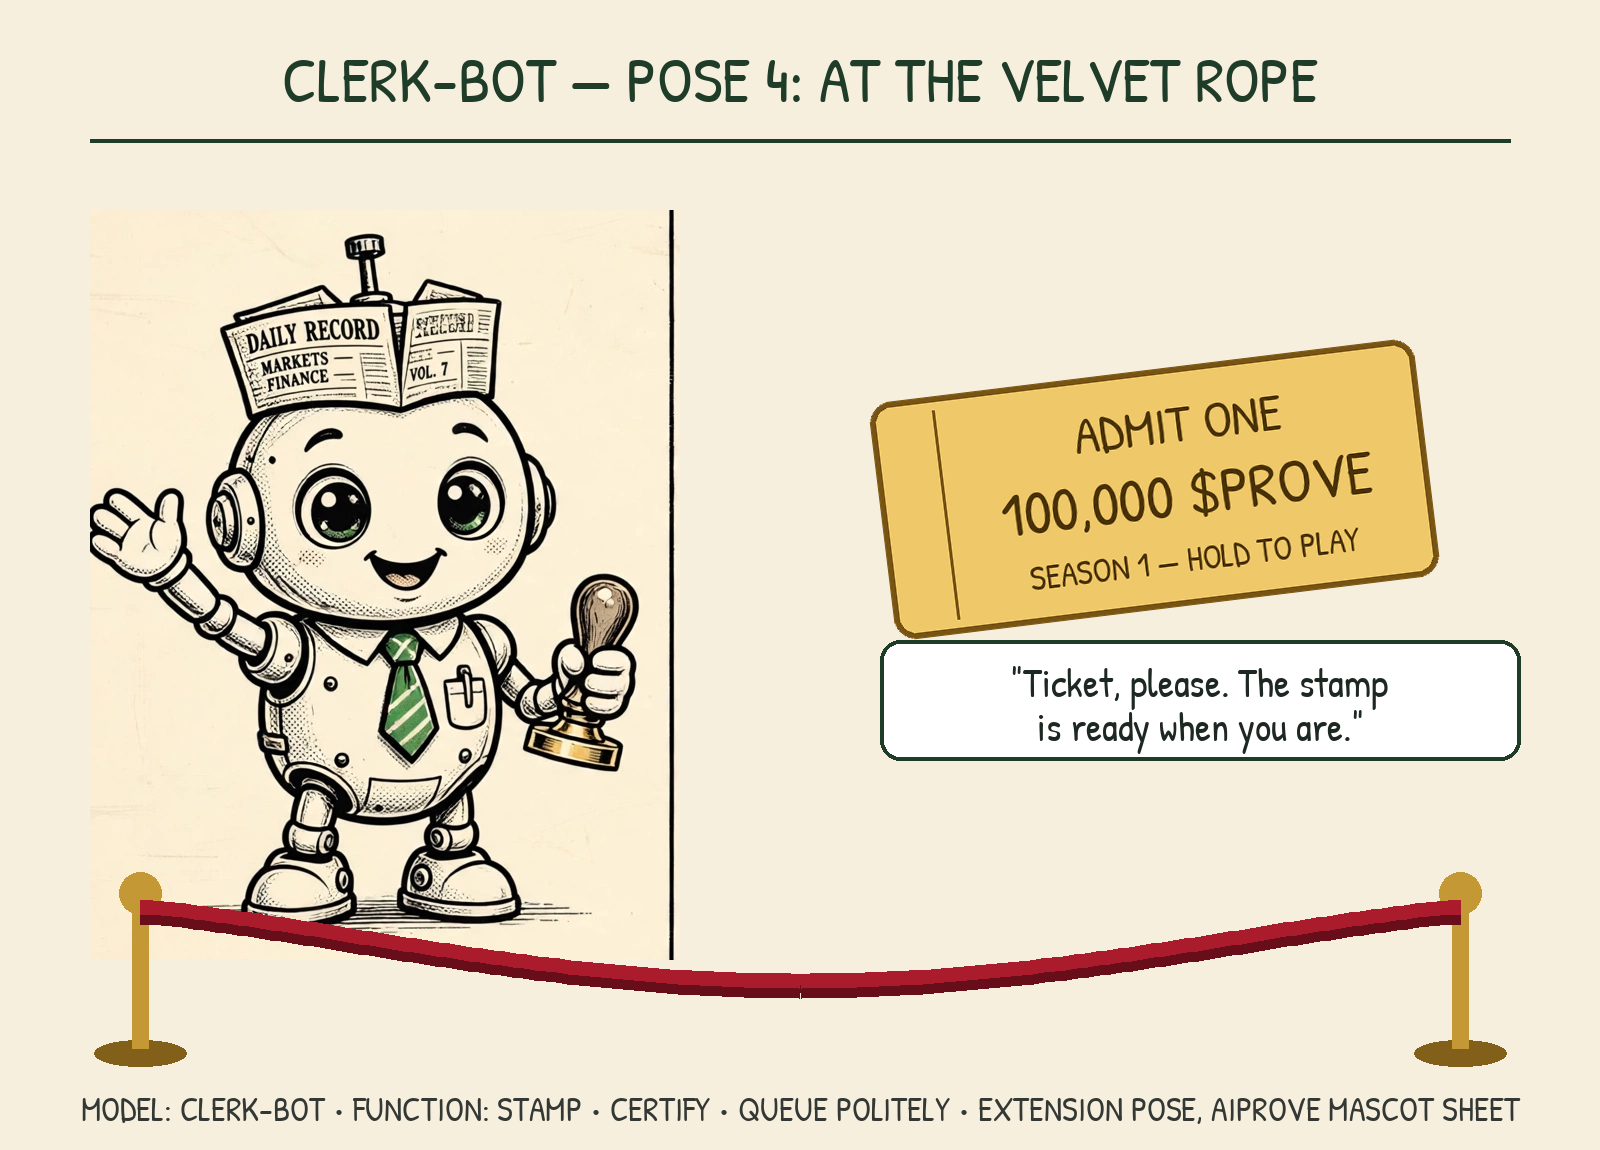 CLERK-BOT — POSE 4: AT THE VELVET ROPE
DAILY RECORD
MARKETS
FINANCE
VOL. 7
ADMIT ONE
100,000 $PROVE
SEASON 1 — HOLD TO PLAY
"Ticket, please. The stamp
is ready when you are."
MODEL: CLERK-BOT • FUNCTION: STAMP • CERTIFY • QUEUE POLITELY • EXTENSION POSE, AIPROVE MASCOT SHEET